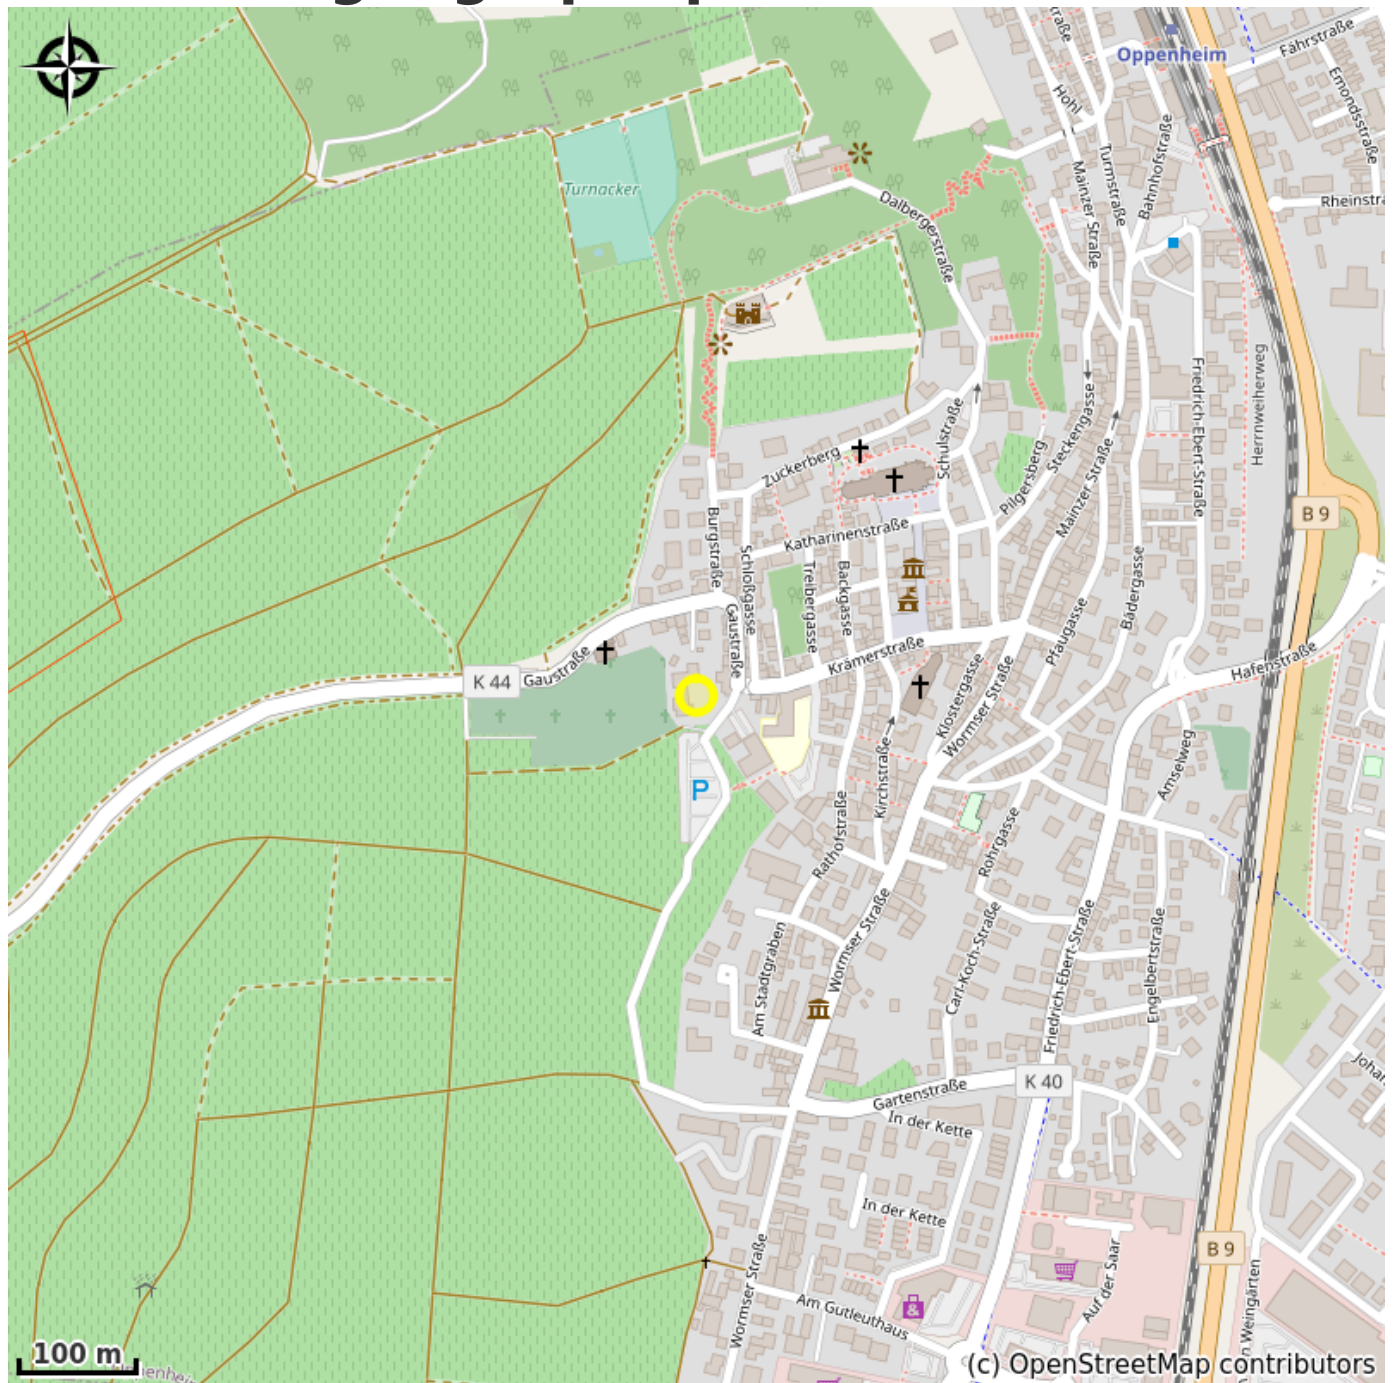 Oppenheim
Fährstraße
Hohl
Emondsstraße
Turmstraße
Bahnhofstraße
Mainzer Straße
Turnacker
Dalbergerstraße
Friedrich-Ebert-Straße
Herrnweiherweg
Steckengasse
Schulstraße
Zuckerberg
Pilgersberg
Mainzer Straße
B 9
Burgstraße
Katharinenstraße
Schloßgasse
Treibergasse
Backgasse
Bädergasse
Pfaugasse
Gaustraße
Krämerstraße
Gaustraße
K 44
Klostergasse
Wormser Straße
Hafenstraße
Kirchstraße
Amselweg
P
Rathofstraße
Rohrgasse
Wormser Straße
Am Stadtgraben
Carl-Koch-Straße
Friedrich-Ebert-Straße
Engelbertstraße
K 40
Gartenstraße
In der Kette
In der Kette
Wormser Straße
B 9
Auf der Saar
Am Gutleuthaus
100 m
(c) OpenStreetMap contributors